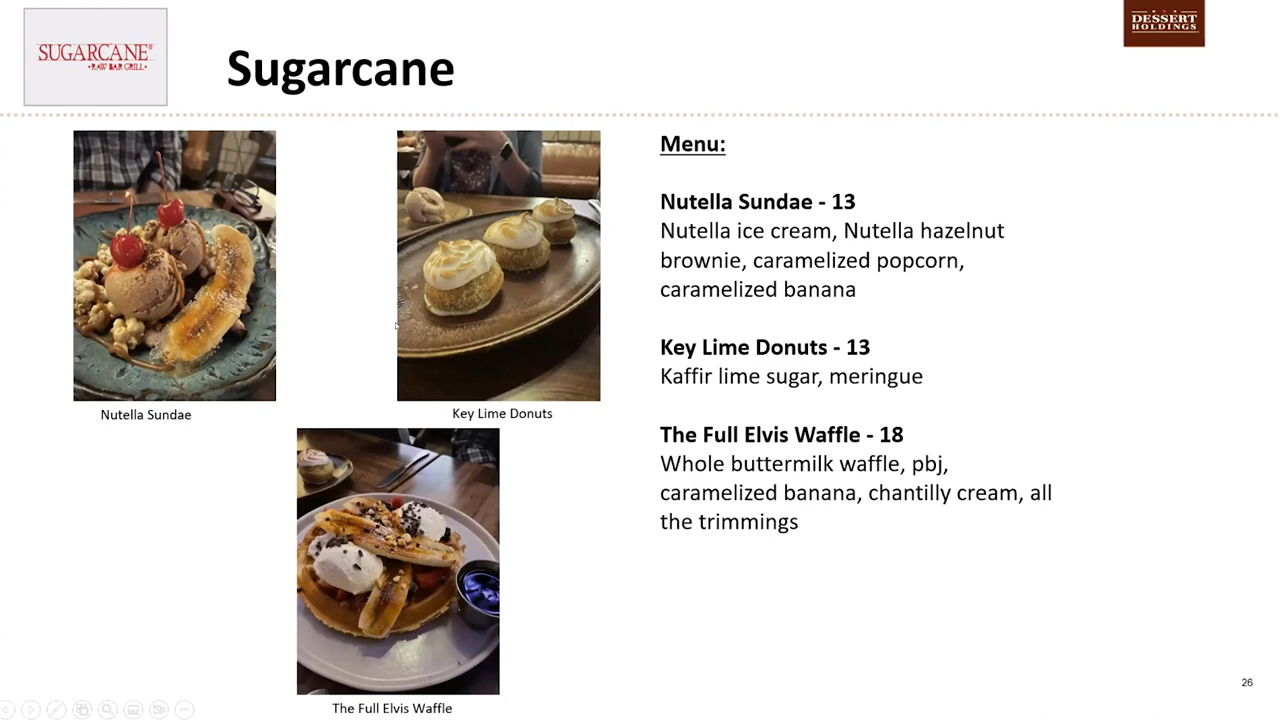 SUGARCANE
RAW BAR GRILL
Sugarcane
DESSERT
HOLDINGS
Nutella Sundae
Key Lime Donuts
The Full Elvis Waffle
Menu:
Nutella Sundae - 13
Nutella ice cream, Nutella hazelnut
brownie, caramelized popcorn,
caramelized banana
Key Lime Donuts - 13
Kaffir lime sugar, meringue
The Full Elvis Waffle - 18
Whole buttermilk waffle, pbj,
caramelized banana, chantilly cream, all
the trimmings
26